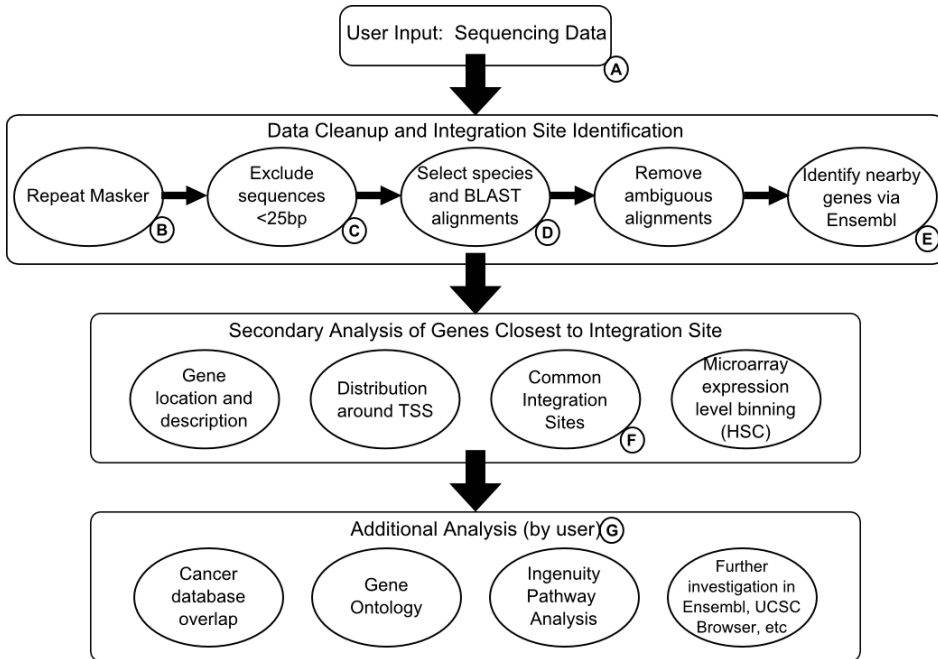 User Input:  Sequencing Data
A
Data Cleanup and Integration Site Identification
Repeat Masker
B
Exclude
sequences
<25bp
C
Select species
and BLAST
alignments
D
Remove
ambiguous
alignments
Identify nearby
genes via
Ensembl
E
Secondary Analysis of Genes Closest to Integration Site
Gene
location and
description
Distribution
around TSS
Common
Integration
Sites
F
Microarray
expression
level binning
(HSC)
Additional Analysis (by user)
G
Cancer
database
overlap
Gene
Ontology
Ingenuity
Pathway
Analysis
Further
investigation in
Ensembl, UCSC
Browser, etc